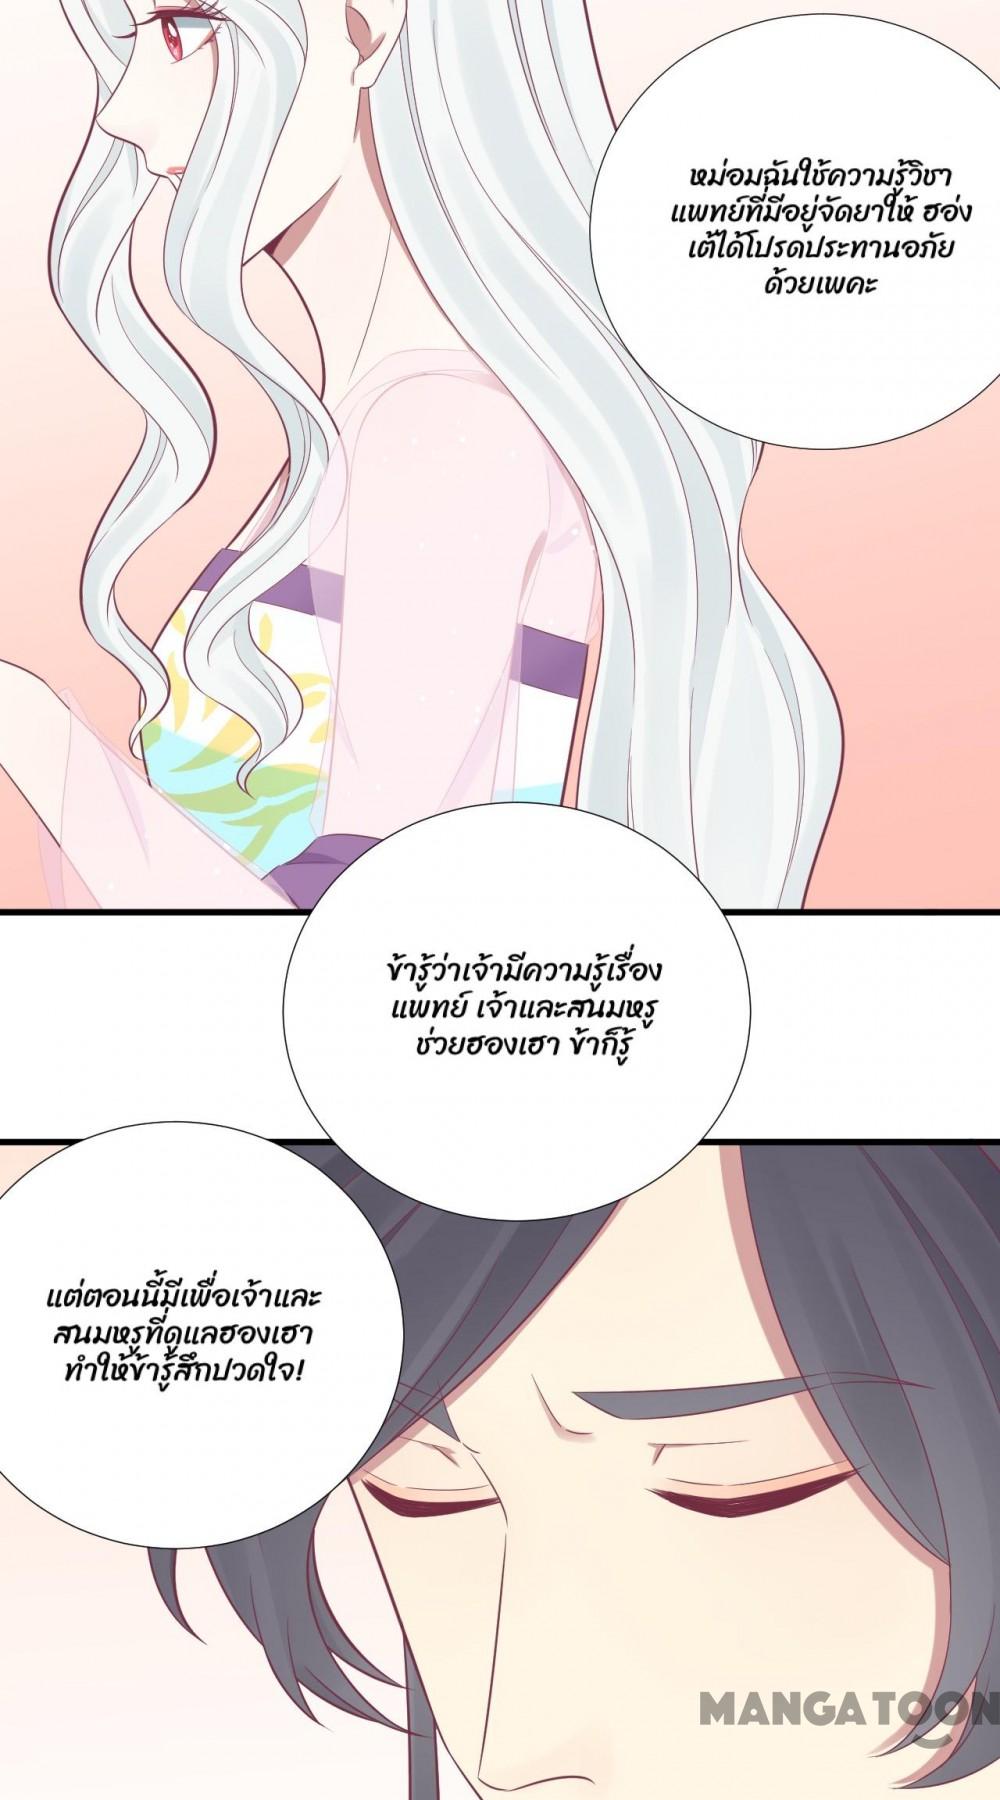 หม่อมฉันใช้ความรู้วิชา
แพทย์ที่มีอยู่จัดยาให้ ฮอง
เต้ได้โปรดประทานอภัย
ด้วยเพคะ
ข้ารู้ว่าเจ้ามีความรู้เรื่อง
แพทย์ เจ้าและสนมหรู
ช่วยฮองเฮา ข้าก็รู้
แต่ตอนนี้มีเพื่อเจ้าและ
สนมหรูที่ดูแลฮองเฮา
ทำให้ข้ารู้สึกปวดใจ!
MANGATOON